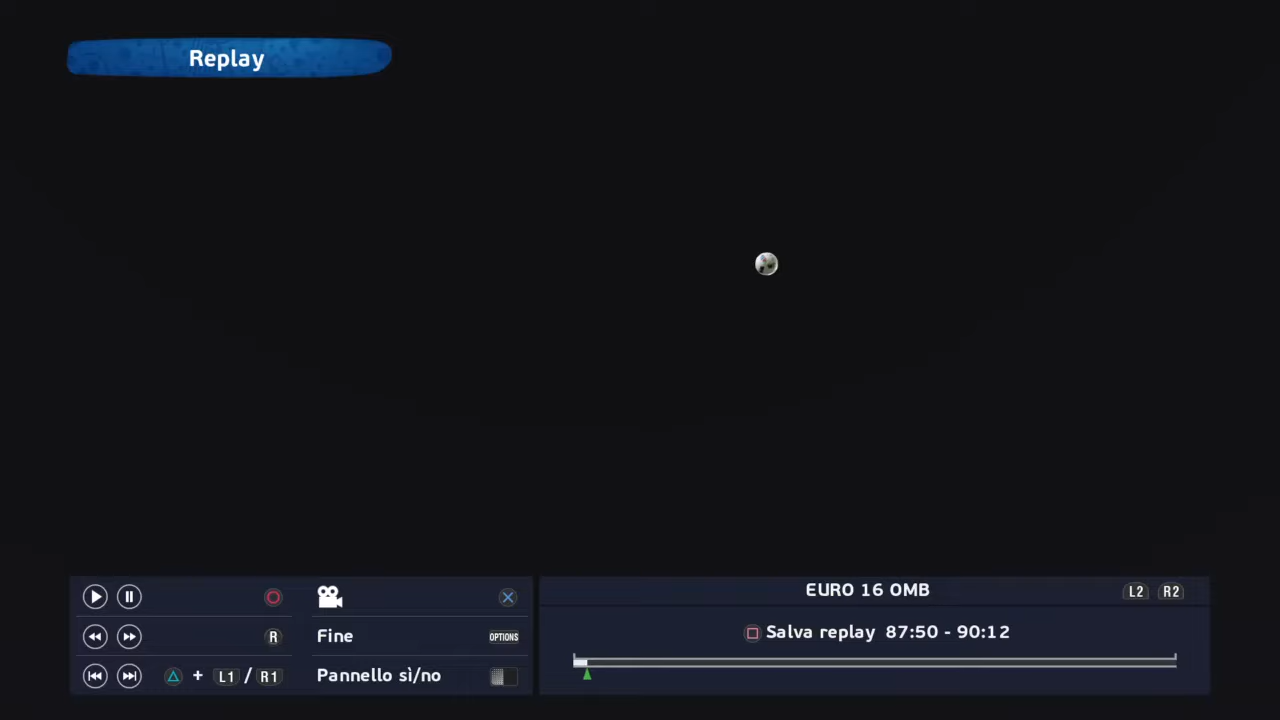 Replay
EURO 16 OMB
L2 R2
Salva replay 87:50 - 90:12
R
Fine
OPTIONS
+ L1 / R1
Pannello sì/no